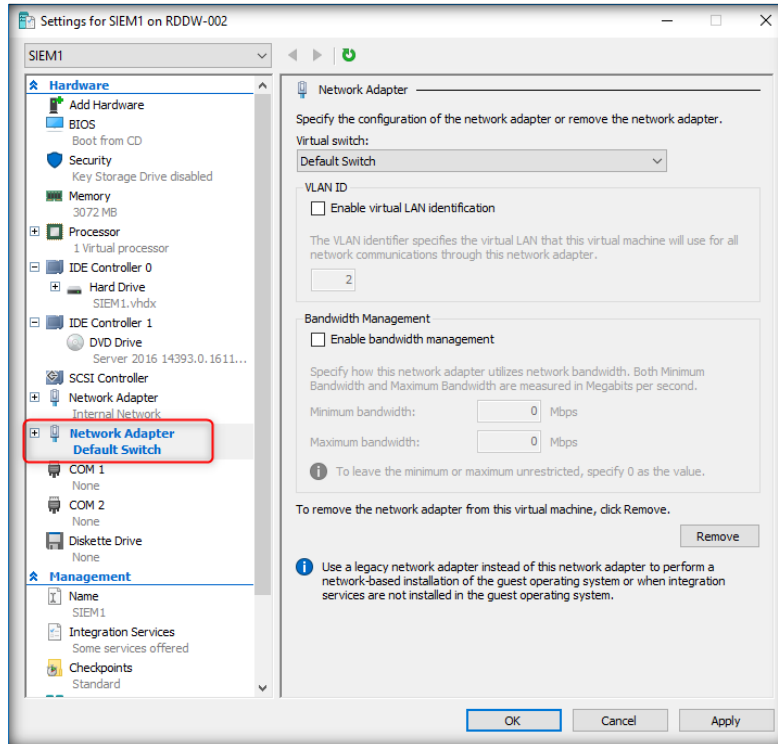 Settings for SIEM1 on RDDW-002
SIEM1
Hardware
Add Hardware
BIOS
Boot from CD
Security
Key Storage Drive disabled
Memory
3072 MB
Processor
1 Virtual processor
IDE Controller 0
Hard Drive
SIEM1.vhdx
IDE Controller 1
DVD Drive
Server 2016 14393.0.1611...
SCSI Controller
Network Adapter
Internal Network
Network Adapter
Default Switch
COM 1
None
COM 2
None
Diskette Drive
None
Management
Name
SIEM1
Integration Services
Some services offered
Checkpoints
Standard
Network Adapter
Specify the configuration of the network adapter or remove the network adapter.
Virtual switch:
Default Switch
VLAN ID
Enable virtual LAN identification
The VLAN identifier specifies the virtual LAN that this virtual machine will use for all
network communications through this network adapter.
2
Bandwidth Management
Enable bandwidth management
Specify how this network adapter utilizes network bandwidth. Both Minimum
Bandwidth and Maximum Bandwidth are measured in Megabits per second.
Minimum bandwidth: 0 Mbps
Maximum bandwidth: 0 Mbps
To leave the minimum or maximum unrestricted, specify 0 as the value.
To remove the network adapter from this virtual machine, click Remove.
Remove
Use a legacy network adapter instead of this network adapter to perform a
network-based installation of the guest operating system or when integration
services are not installed in the guest operating system.
OK Cancel Apply